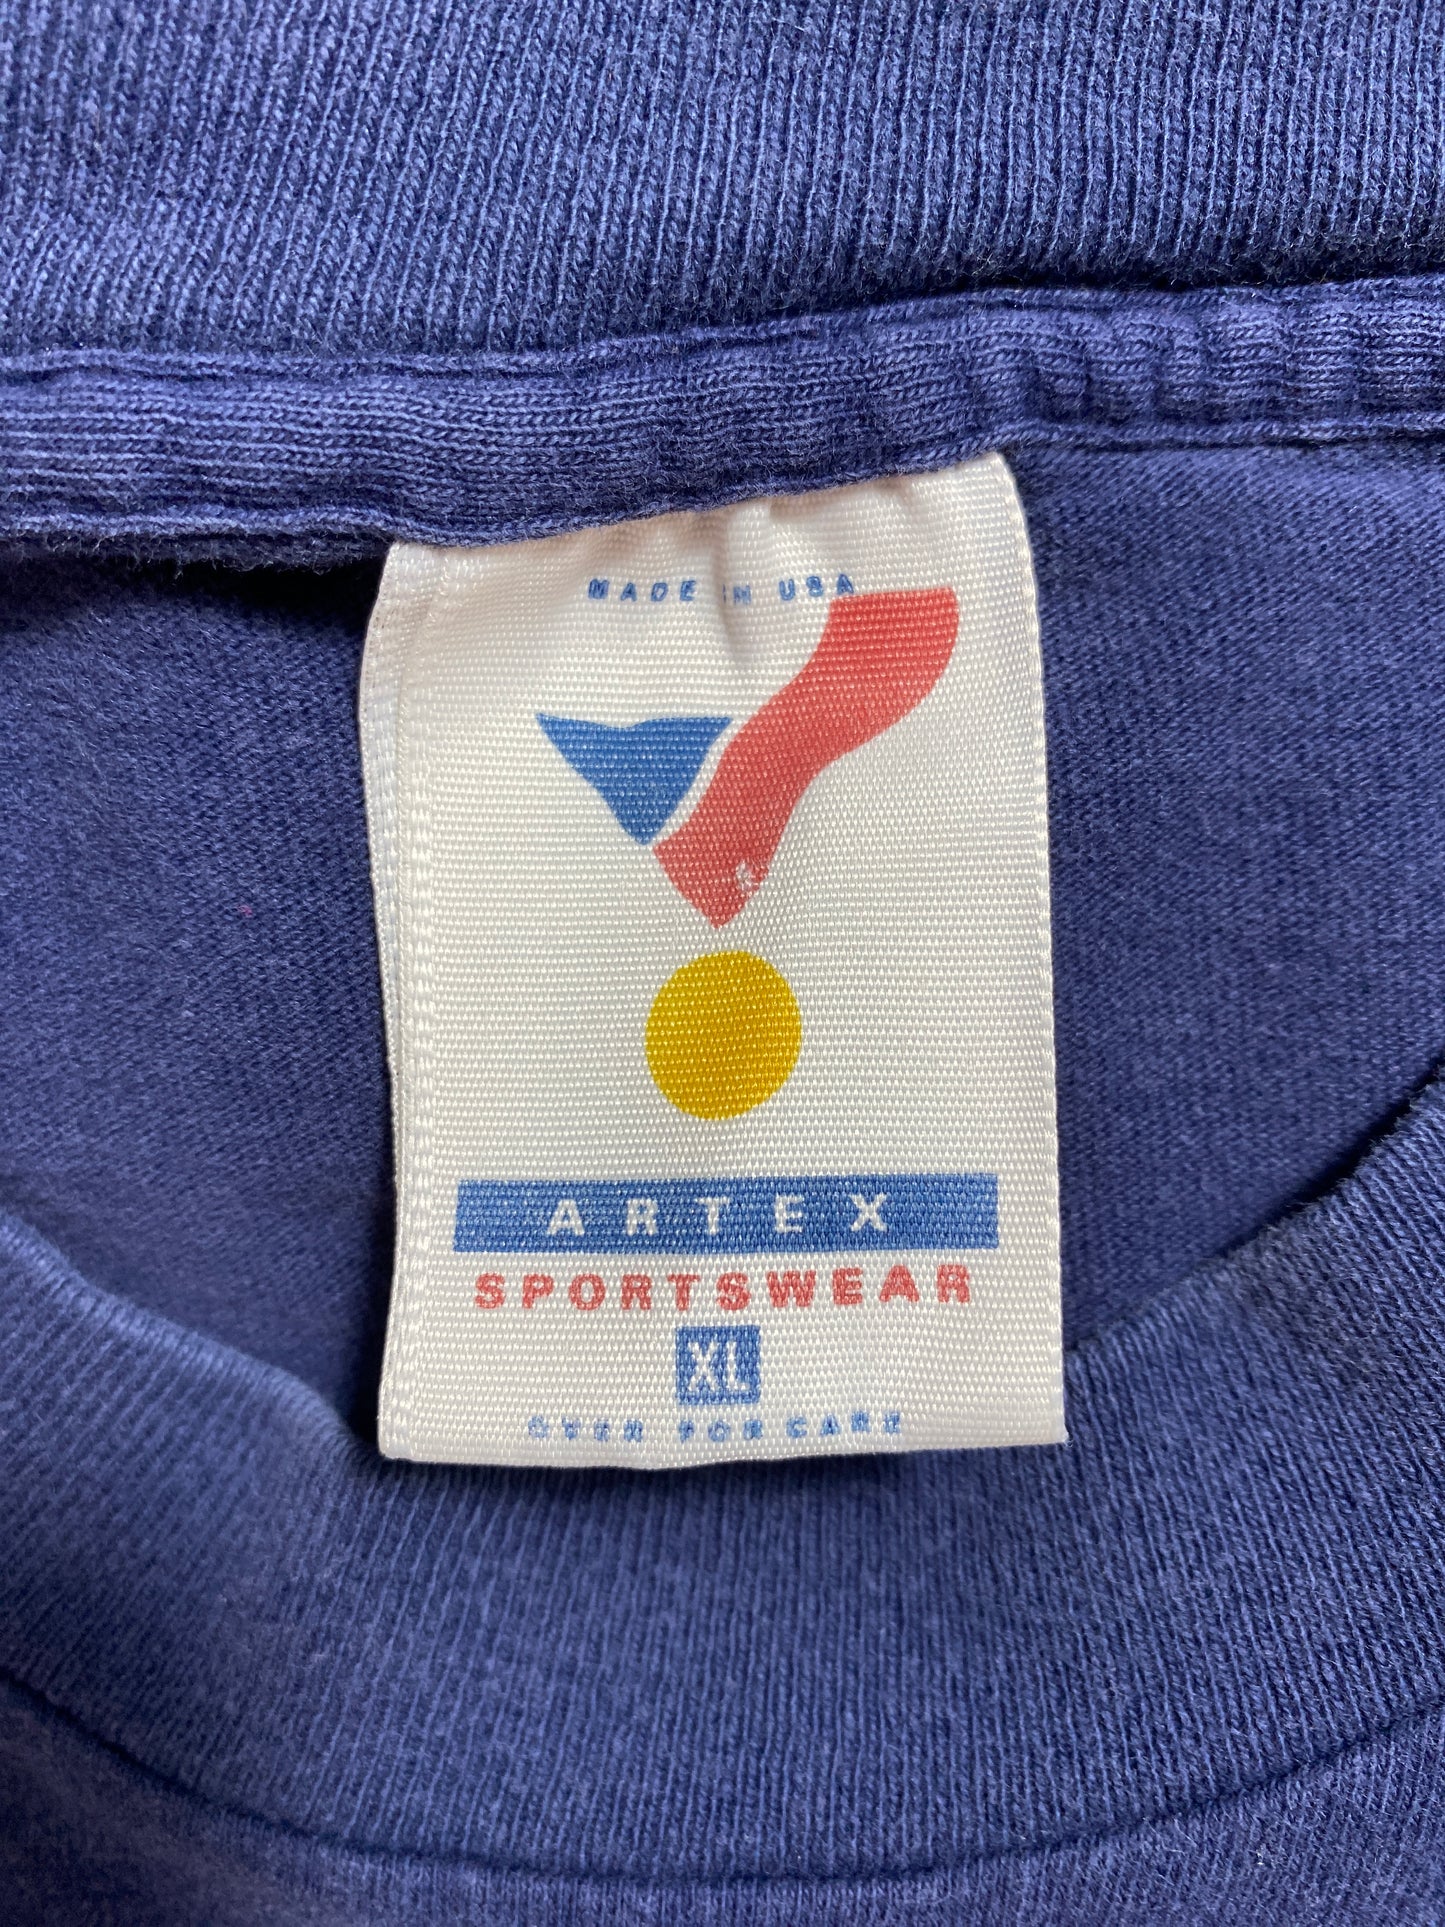 MADE IN USA
ARTEX
SPORTSWEAR
XL
OVER FOR CARE